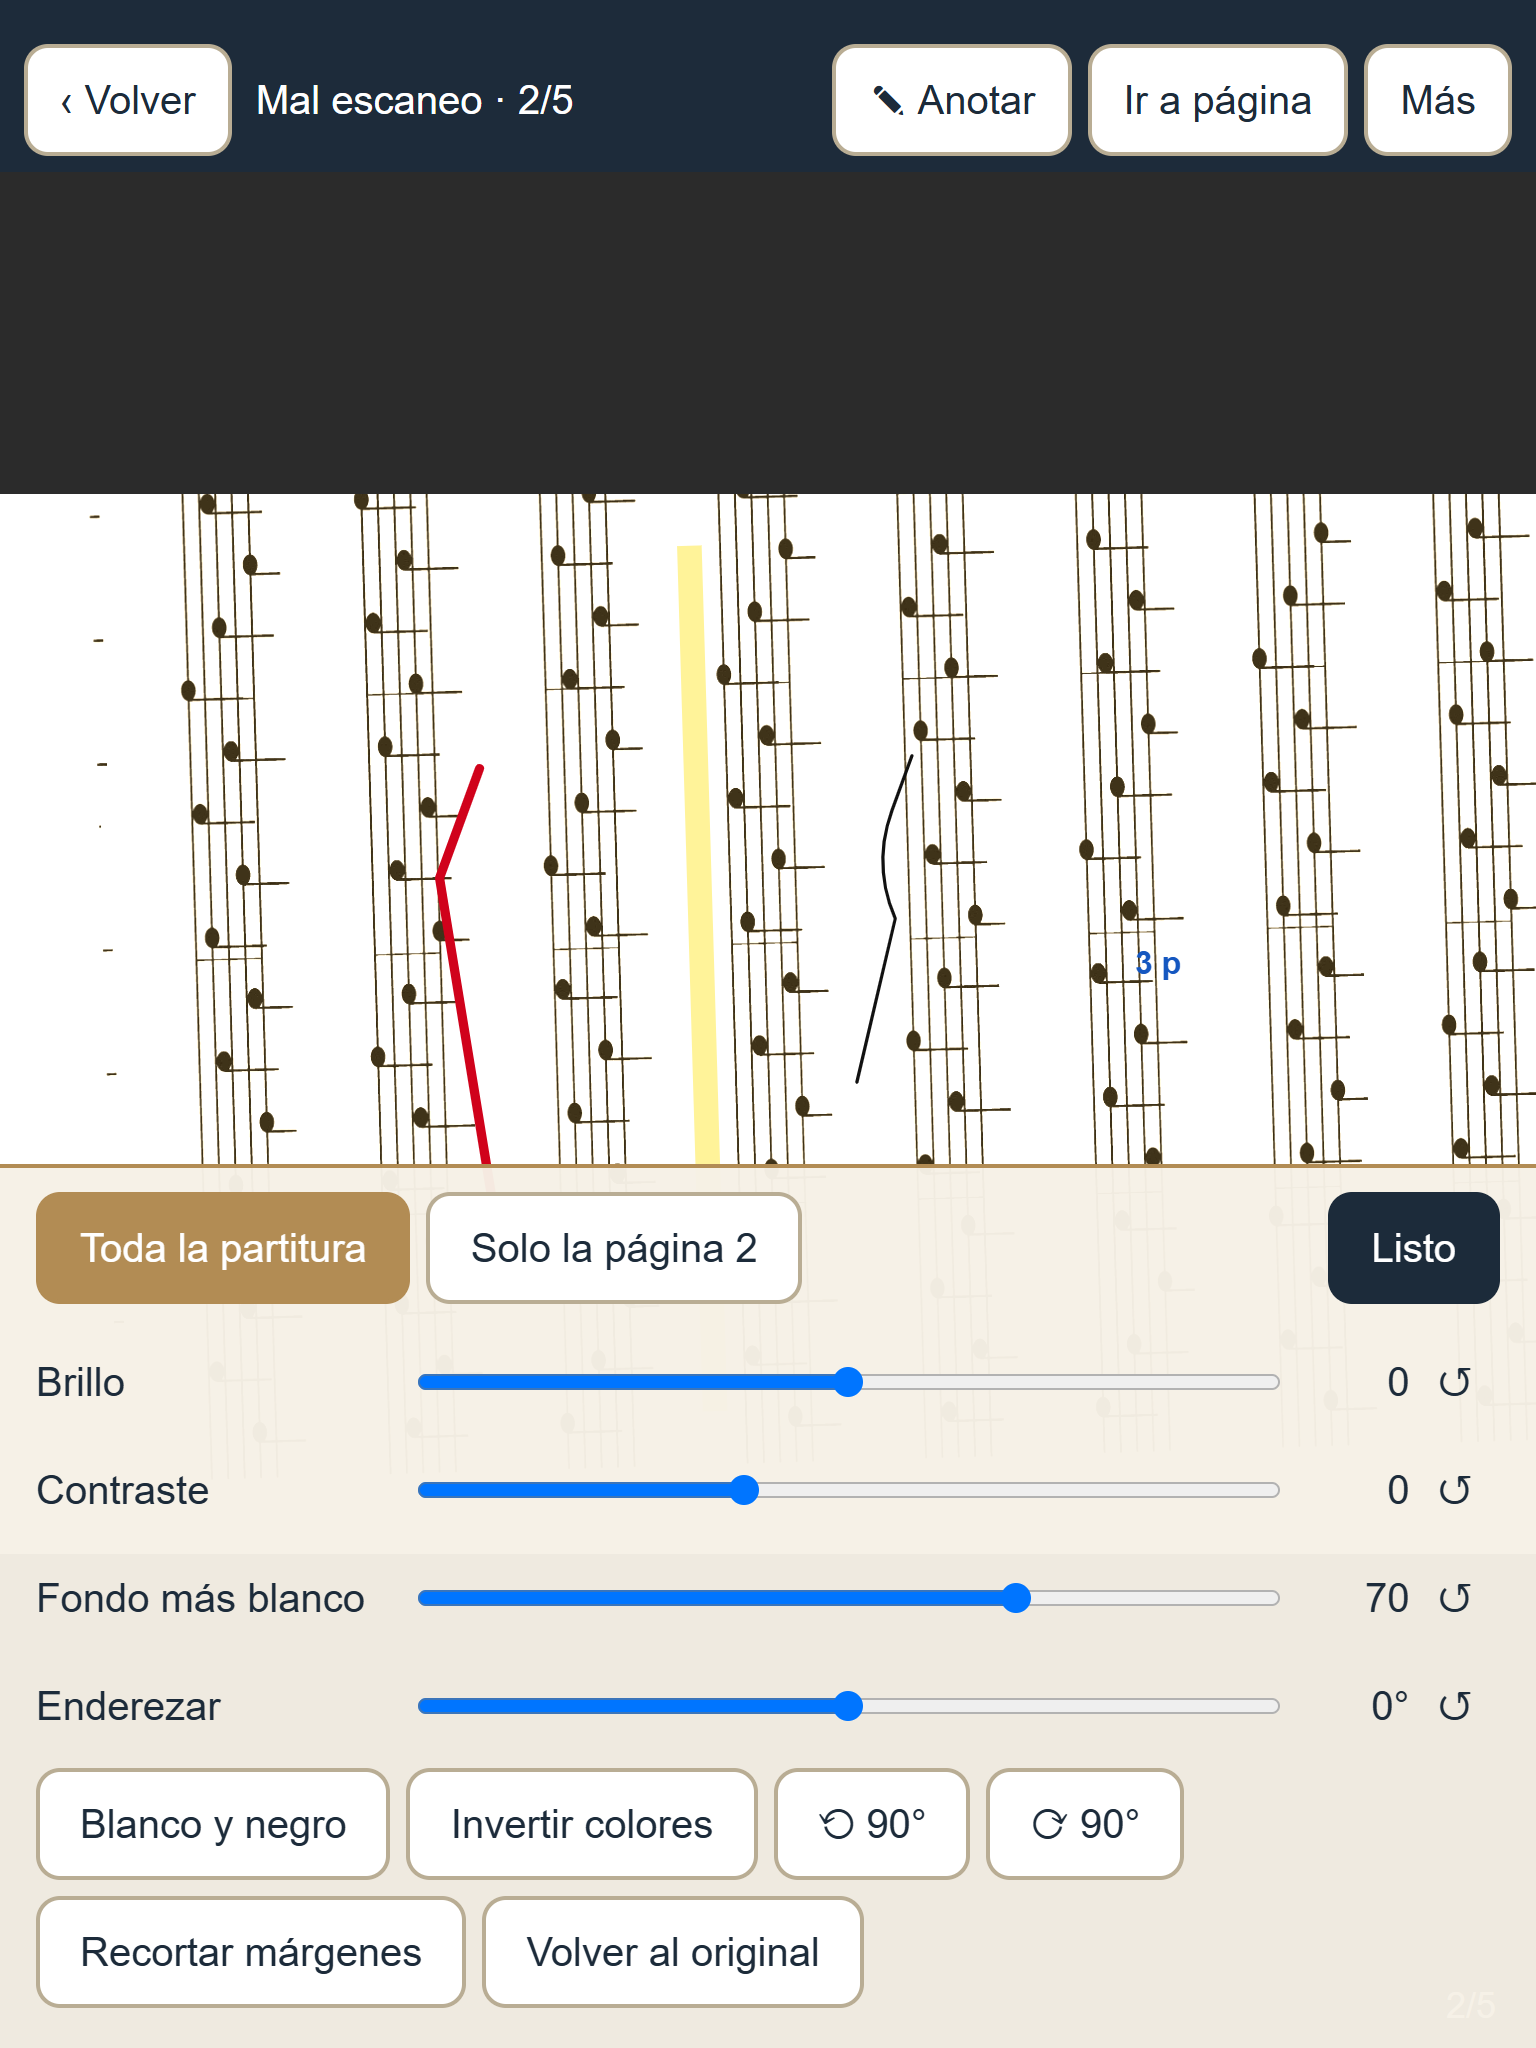 ‹ Volver
Mal escaneo · 2/5
Anotar
Ir a página
Más
3 p
Toda la partitura
Solo la página 2
Listo
Brillo 0
Contraste 0
Fondo más blanco 70
Enderezar 0°
Blanco y negro
Invertir colores
90°
90°
Recortar márgenes
Volver al original
2/5